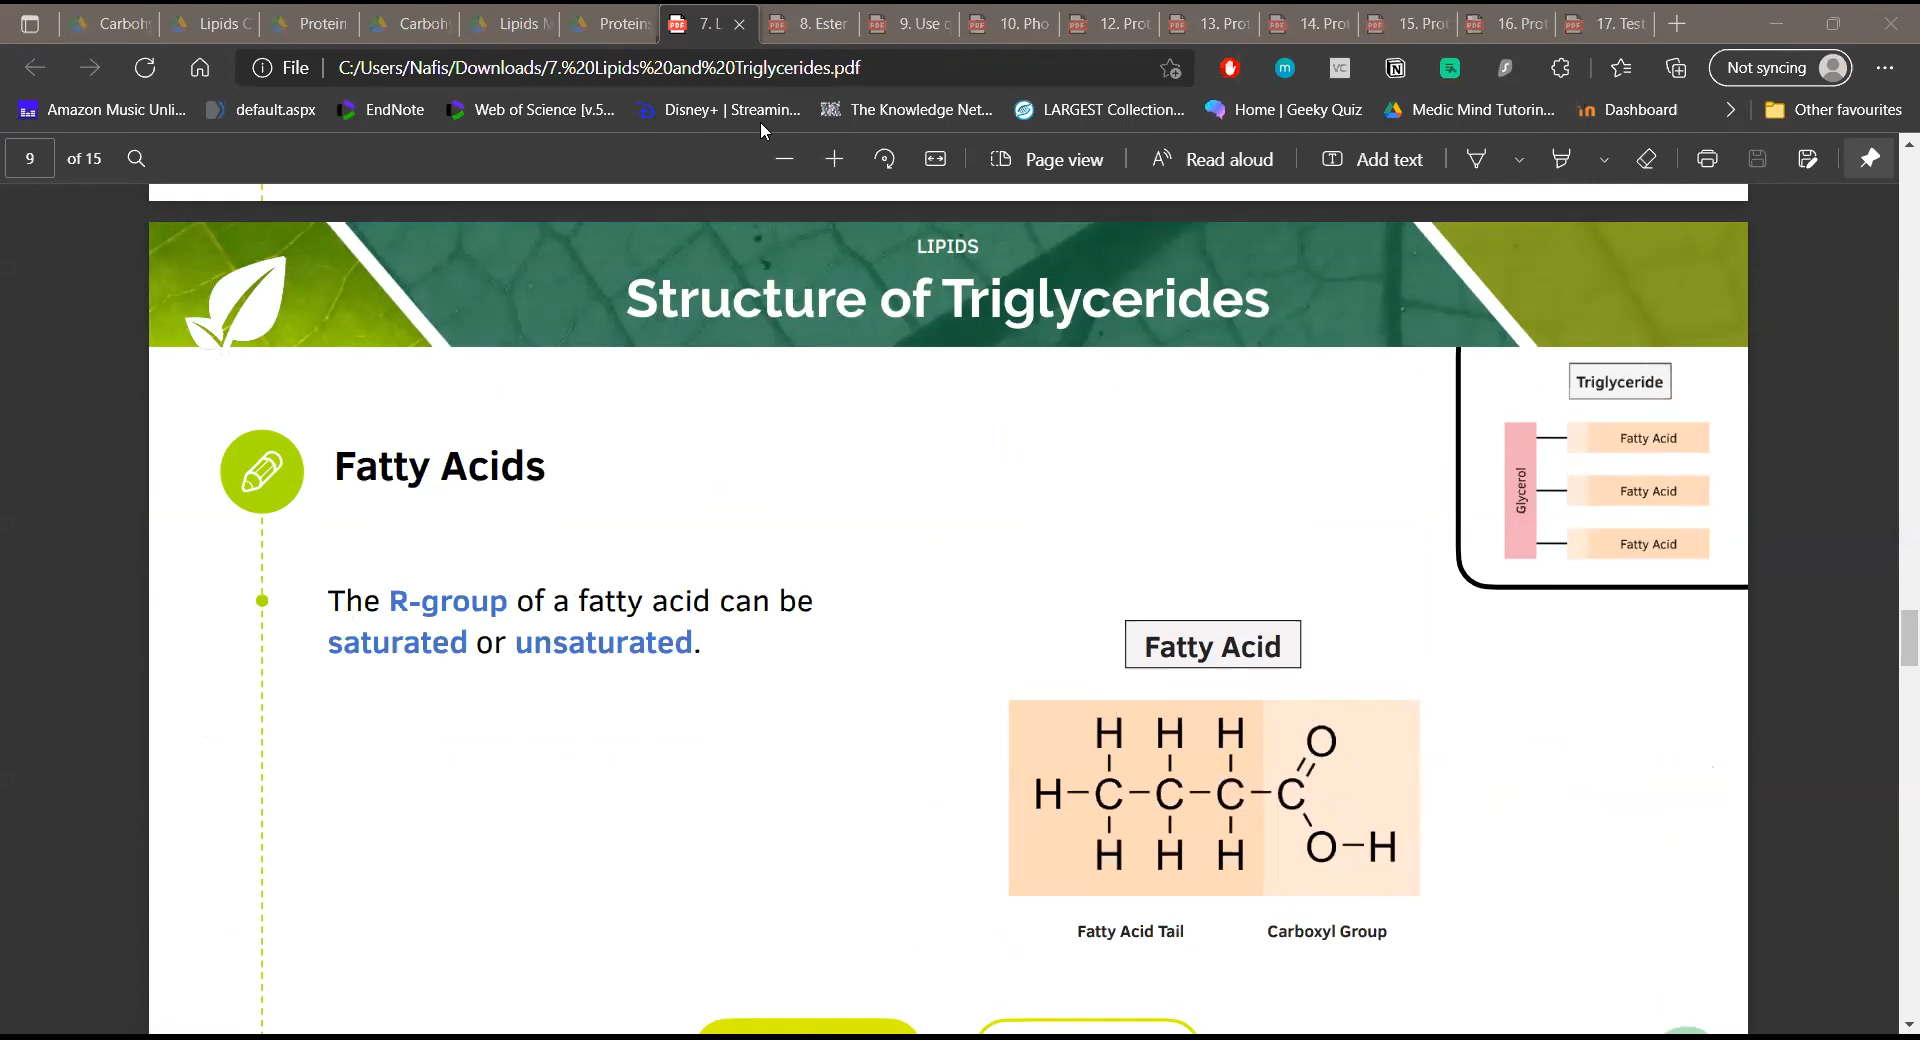 Carboh
Lipids C
Protein
Carboh
Lipids M
Protein
7. L
8. Ester
9. Use c
10. Pho
12. Prot
13. Prot
14. Prot
15. Prot
16. Prot
17. Test
File
C:/Users/Nafis/Downloads/7.%20Lipids%20and%20Triglycerides.pdf
VC
Not syncing
Amazon Music Unli...
default.aspx
EndNote
Web of Science [v.5...
Disney+ | Streamin...
The Knowledge Net...
LARGEST Collection...
Home | Geeky Quiz
Medic Mind Tutorin...
Dashboard
Other favourites
9 of 15
Page view
Read aloud
Add text
LIPIDS
Structure of Triglycerides
Triglyceride
Glycerol
Fatty Acid
Fatty Acid
Fatty Acid
Fatty Acids
The R-group of a fatty acid can be
saturated or unsaturated.
Fatty Acid
H H H O
H-C-C-C-C
H H H O-H
Fatty Acid Tail
Carboxyl Group